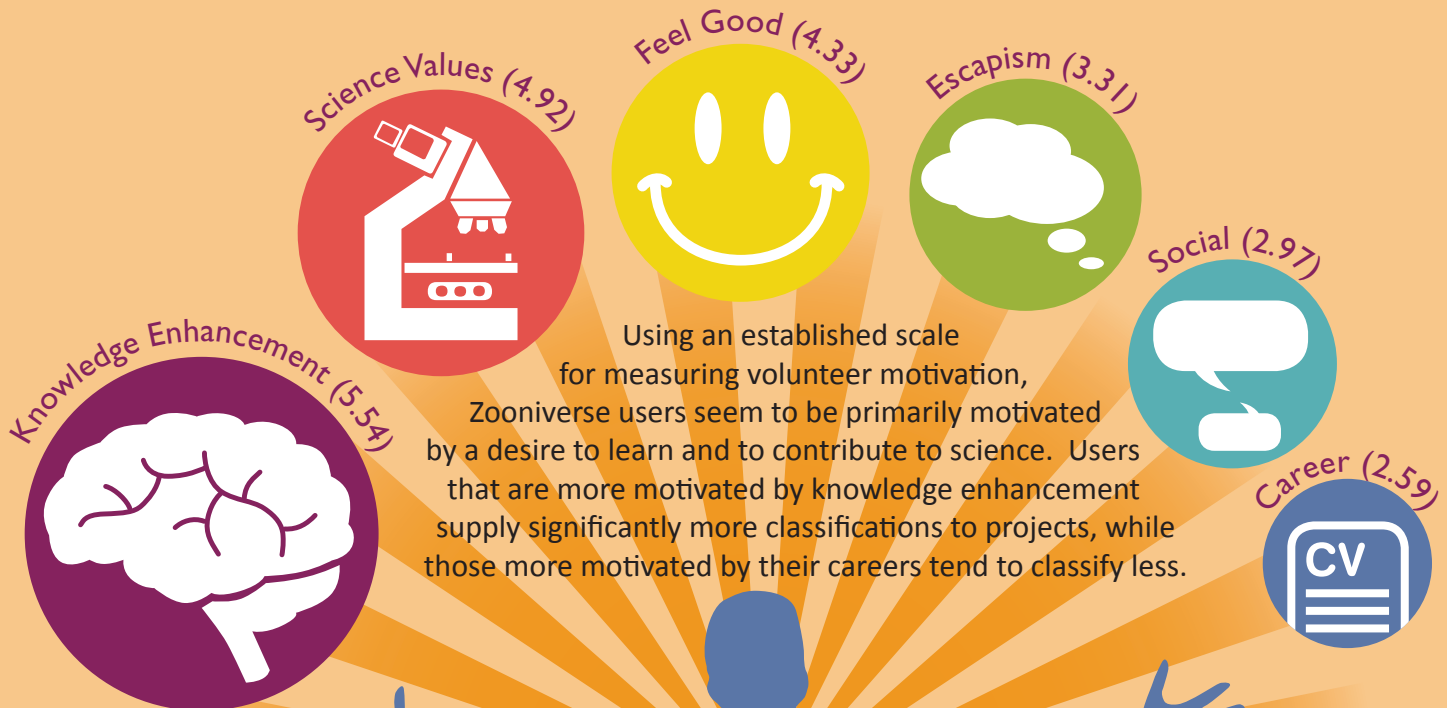 Knowledge Enhancement (5.54)
Science Values (4.92)
Feel Good (4.33)
Escapism (3.31)
Social (2.97)
Career (2.59)
CV
Using an established scale
for measuring volunteer motivation,
Zooniverse users seem to be primarily motivated
by a desire to learn and to contribute to science.  Users
that are more motivated by knowledge enhancement
supply significantly more classifications to projects, while
those more motivated by their careers tend to classify less.